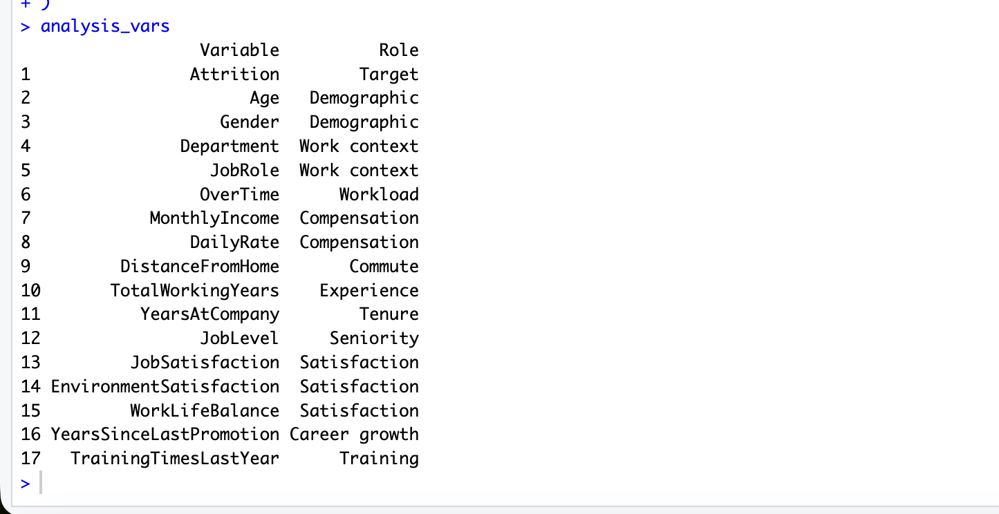 + )
> analysis_vars
Variable Role
1 Attrition Target
2 Age Demographic
3 Gender Demographic
4 Department Work context
5 JobRole Work context
6 OverTime Workload
7 MonthlyIncome Compensation
8 DailyRate Compensation
9 DistanceFromHome Commute
10 TotalWorkingYears Experience
11 YearsAtCompany Tenure
12 JobLevel Seniority
13 JobSatisfaction Satisfaction
14 EnvironmentSatisfaction Satisfaction
15 WorkLifeBalance Satisfaction
16 YearsSinceLastPromotion Career growth
17 TrainingTimesLastYear Training
>